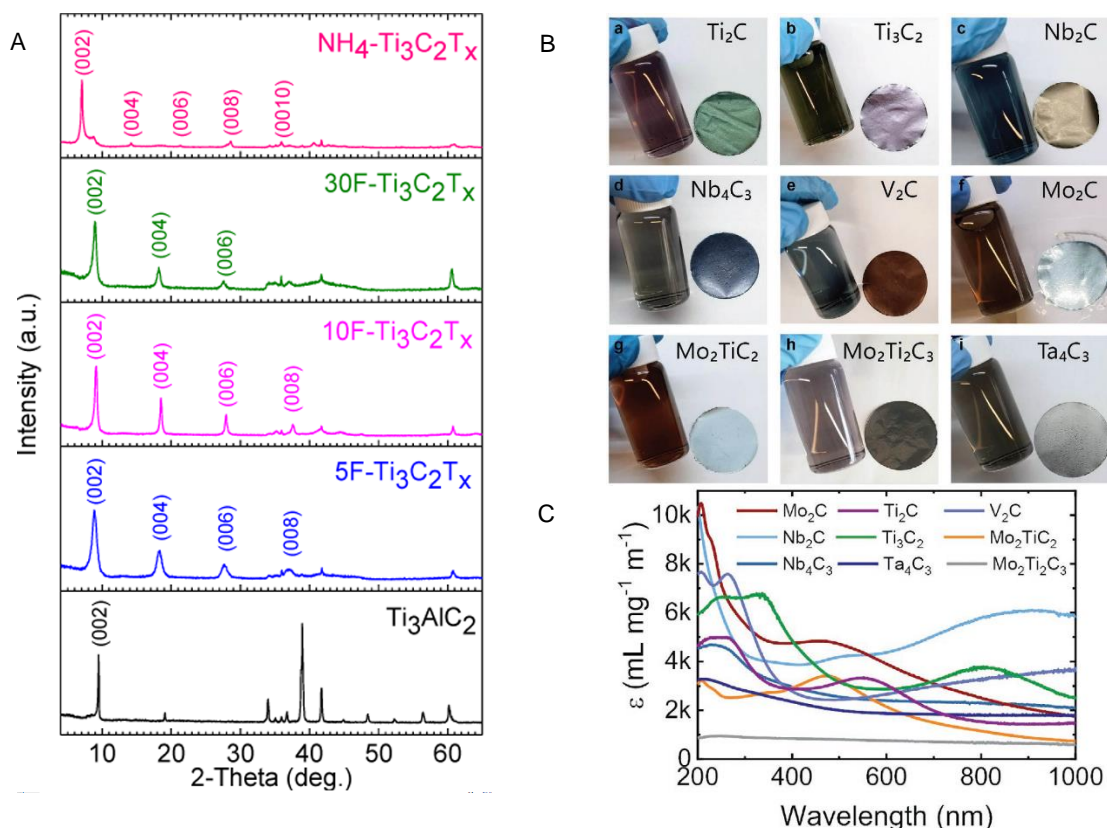 A
NH₄-Ti₃C₂Tₓ
(002)
(004)
(006)
(008)
(0010)
30F-Ti₃C₂Tₓ
(002)
(004)
(006)
10F-Ti₃C₂Tₓ
(002)
(004)
(006)
(008)
5F-Ti₃C₂Tₓ
(002)
(004)
(006)
(008)
Ti₃AlC₂
(002)
Intensity (a.u.)
10 20 30 40 50 60
2-Theta (deg.)
B
a Ti₂C
b Ti₃C₂
c Nb₂C
d Nb₄C₃
e V₂C
f Mo₂C
g Mo₂TiC₂
h Mo₂Ti₂C₃
i Ta₄C₃
C
10k
8k
6k
4k
2k
0
ε (mL mg⁻¹ m⁻¹)
Mo₂C Ti₂C V₂C
Nb₂C Ti₃C₂ Mo₂TiC₂
Nb₄C₃ Ta₄C₃ Mo₂Ti₂C₃
200 400 600 800 1000
Wavelength (nm)